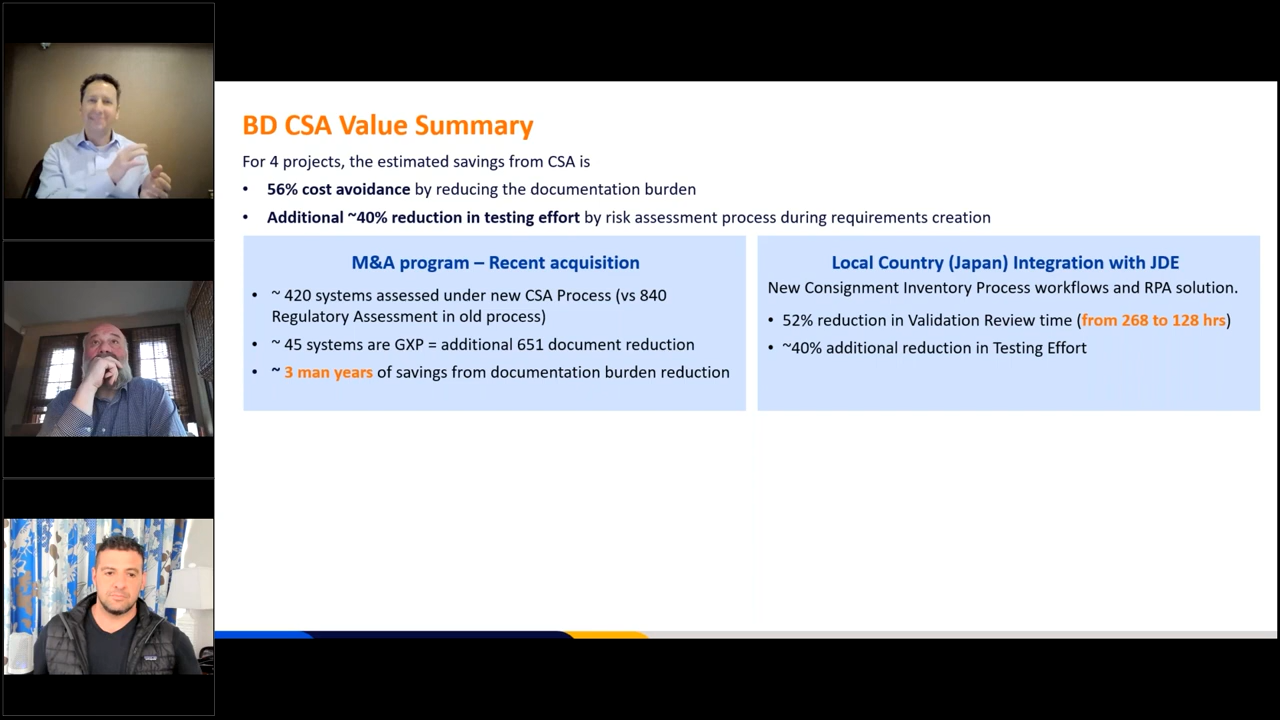 BD CSA Value Summary
For 4 projects, the estimated savings from CSA is
• 56% cost avoidance by reducing the documentation burden
• Additional ~40% reduction in testing effort by risk assessment process during requirements creation
M&A program – Recent acquisition
• ~ 420 systems assessed under new CSA Process (vs 840
Regulatory Assessment in old process)
• ~ 45 systems are GXP = additional 651 document reduction
• ~ 3 man years of savings from documentation burden reduction
Local Country (Japan) Integration with JDE
New Consignment Inventory Process workflows and RPA solution.
• 52% reduction in Validation Review time (from 268 to 128 hrs)
• ~40% additional reduction in Testing Effort